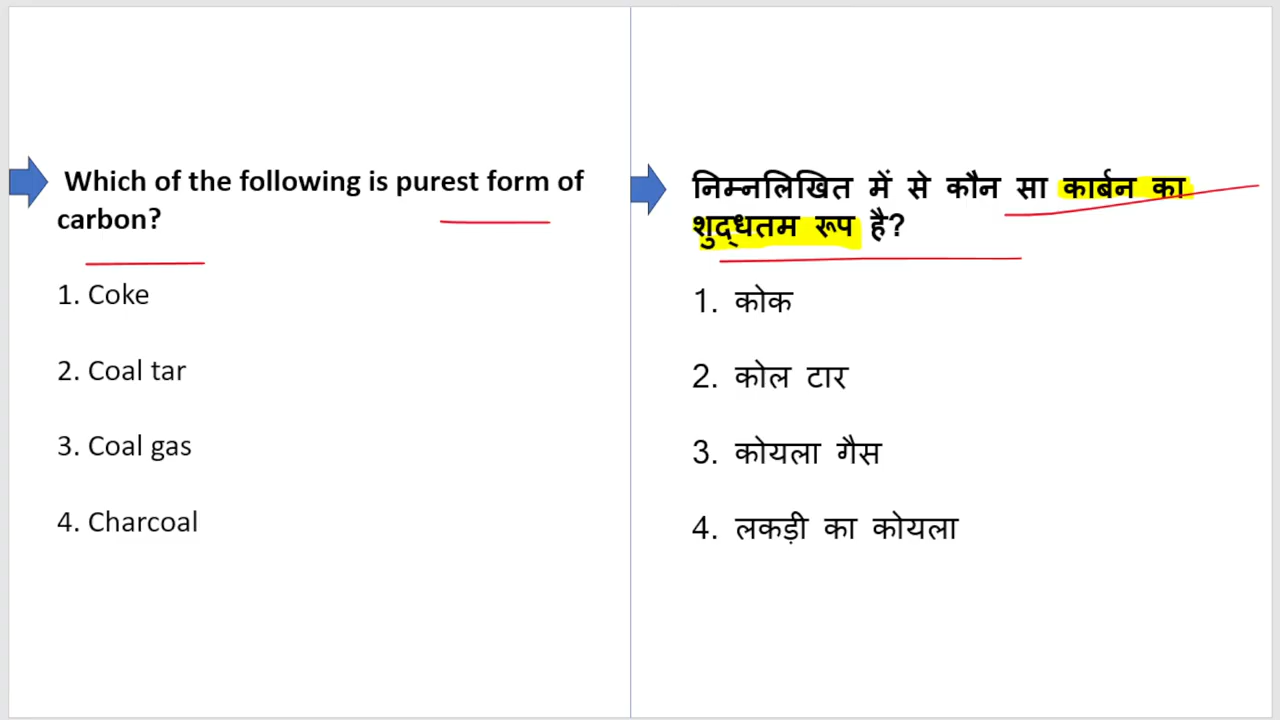 Which of the following is purest form of
carbon?
1. Coke
2. Coal tar
3. Coal gas
4. Charcoal
निम्नलिखित में से कौन सा कार्बन का
शुद्धतम रूप है?
1. कोक
2. कोल टार
3. कोयला गैस
4. लकड़ी का कोयला